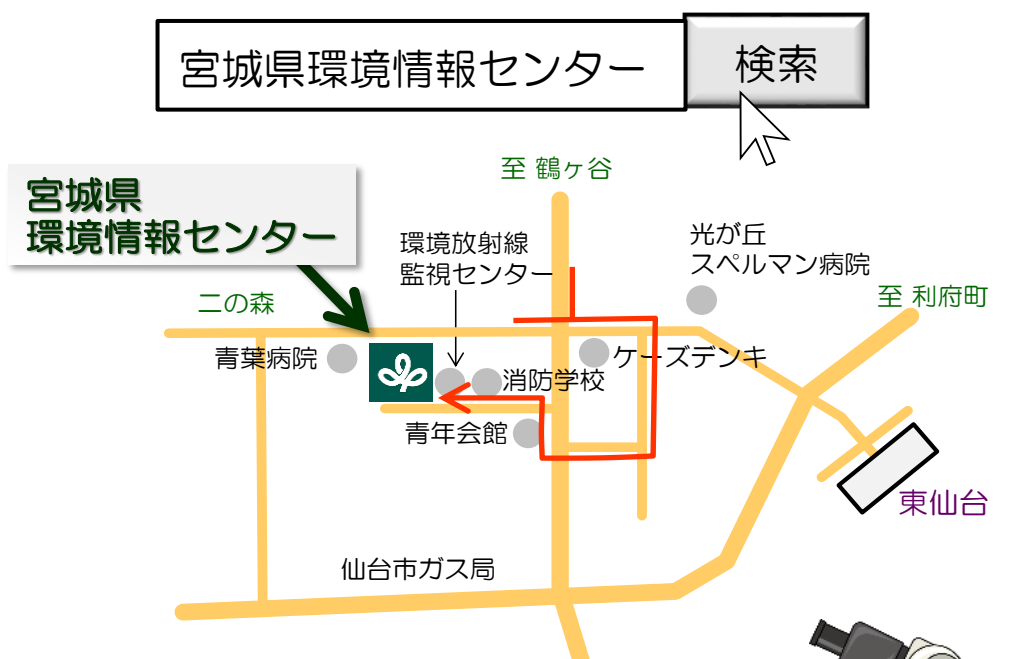 宮城県環境情報センター
検索
至 鶴ヶ谷
宮城県
環境情報センター
環境放射線
監視センター
光が丘
スペルマン病院
二の森
至 利府町
青葉病院
ケーズデンキ
消防学校
青年会館
東仙台
仙台市ガス局